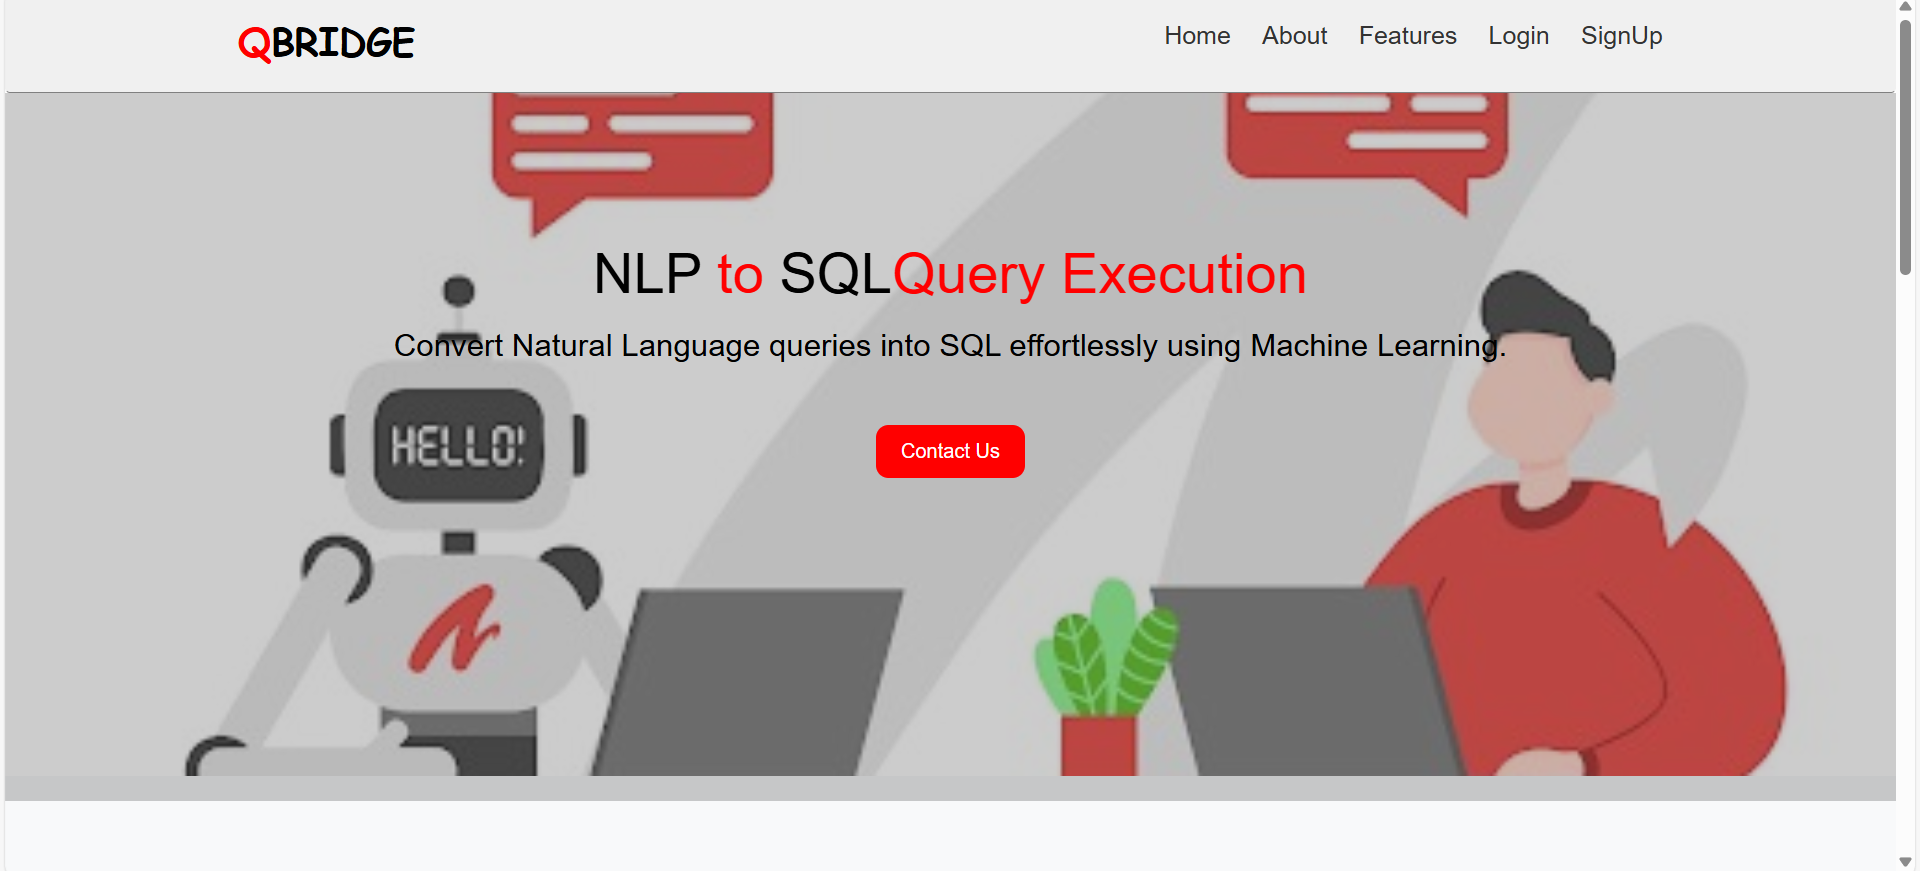 QBRIDGE
Home About Features Login SignUp
NLP to SQLQuery Execution
Convert Natural Language queries into SQL effortlessly using Machine Learning.
Contact Us
HELLO!